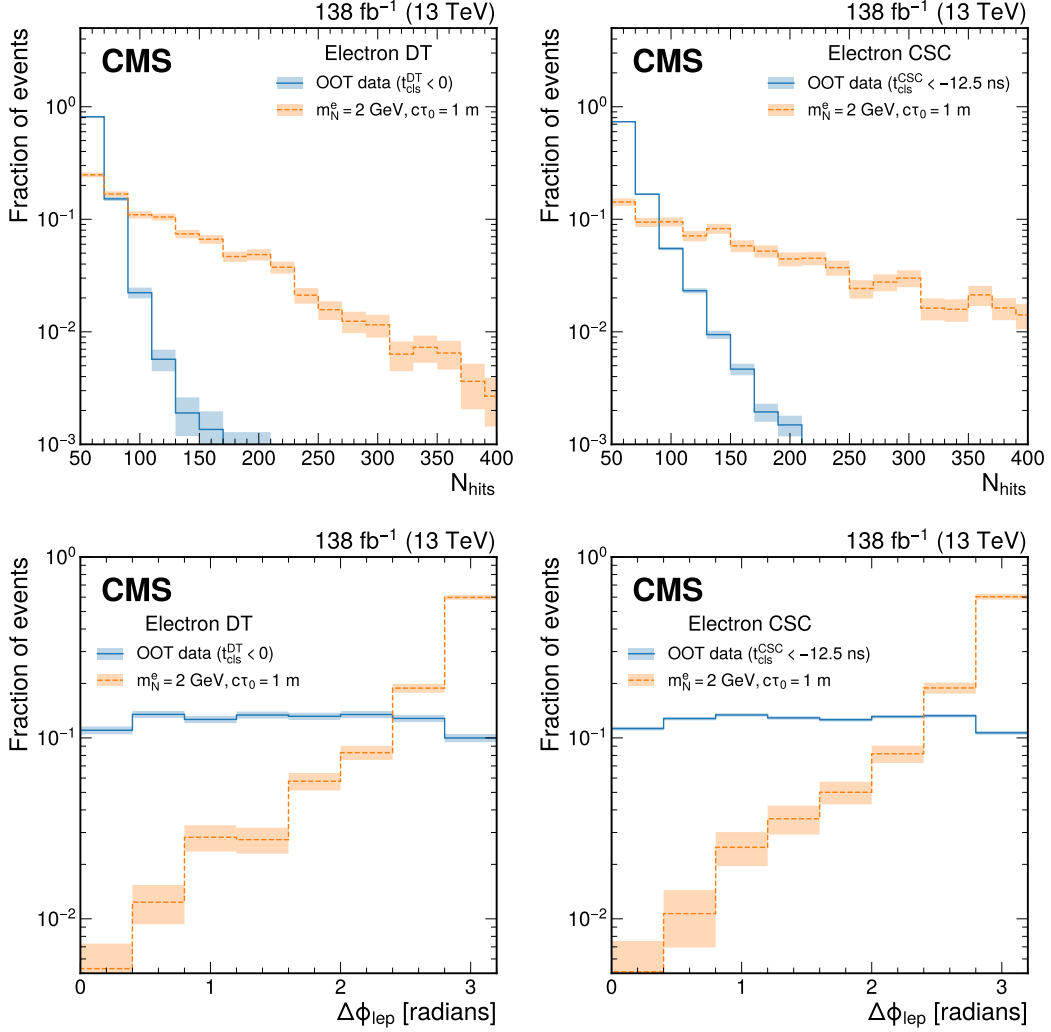 138 fb⁻¹ (13 TeV)
CMS
Electron DT
OOT data (t_cls^DT < 0)
m_N^e = 2 GeV, cτ₀ = 1 m
Fraction of events
10⁰
10⁻¹
10⁻²
10⁻³
50 100 150 200 250 300 350 400
N_hits
138 fb⁻¹ (13 TeV)
CMS
Electron CSC
OOT data (t_cls^CSC < −12.5 ns)
m_N^e = 2 GeV, cτ₀ = 1 m
Fraction of events
10⁰
10⁻¹
10⁻²
10⁻³
50 100 150 200 250 300 350 400
N_hits
138 fb⁻¹ (13 TeV)
CMS
Electron DT
OOT data (t_cls^DT < 0)
m_N^e = 2 GeV, cτ₀ = 1 m
Fraction of events
10⁰
10⁻¹
10⁻²
0 1 2 3
Δϕ_lep [radians]
138 fb⁻¹ (13 TeV)
CMS
Electron CSC
OOT data (t_cls^CSC < −12.5 ns)
m_N^e = 2 GeV, cτ₀ = 1 m
Fraction of events
10⁰
10⁻¹
10⁻²
0 1 2 3
Δϕ_lep [radians]